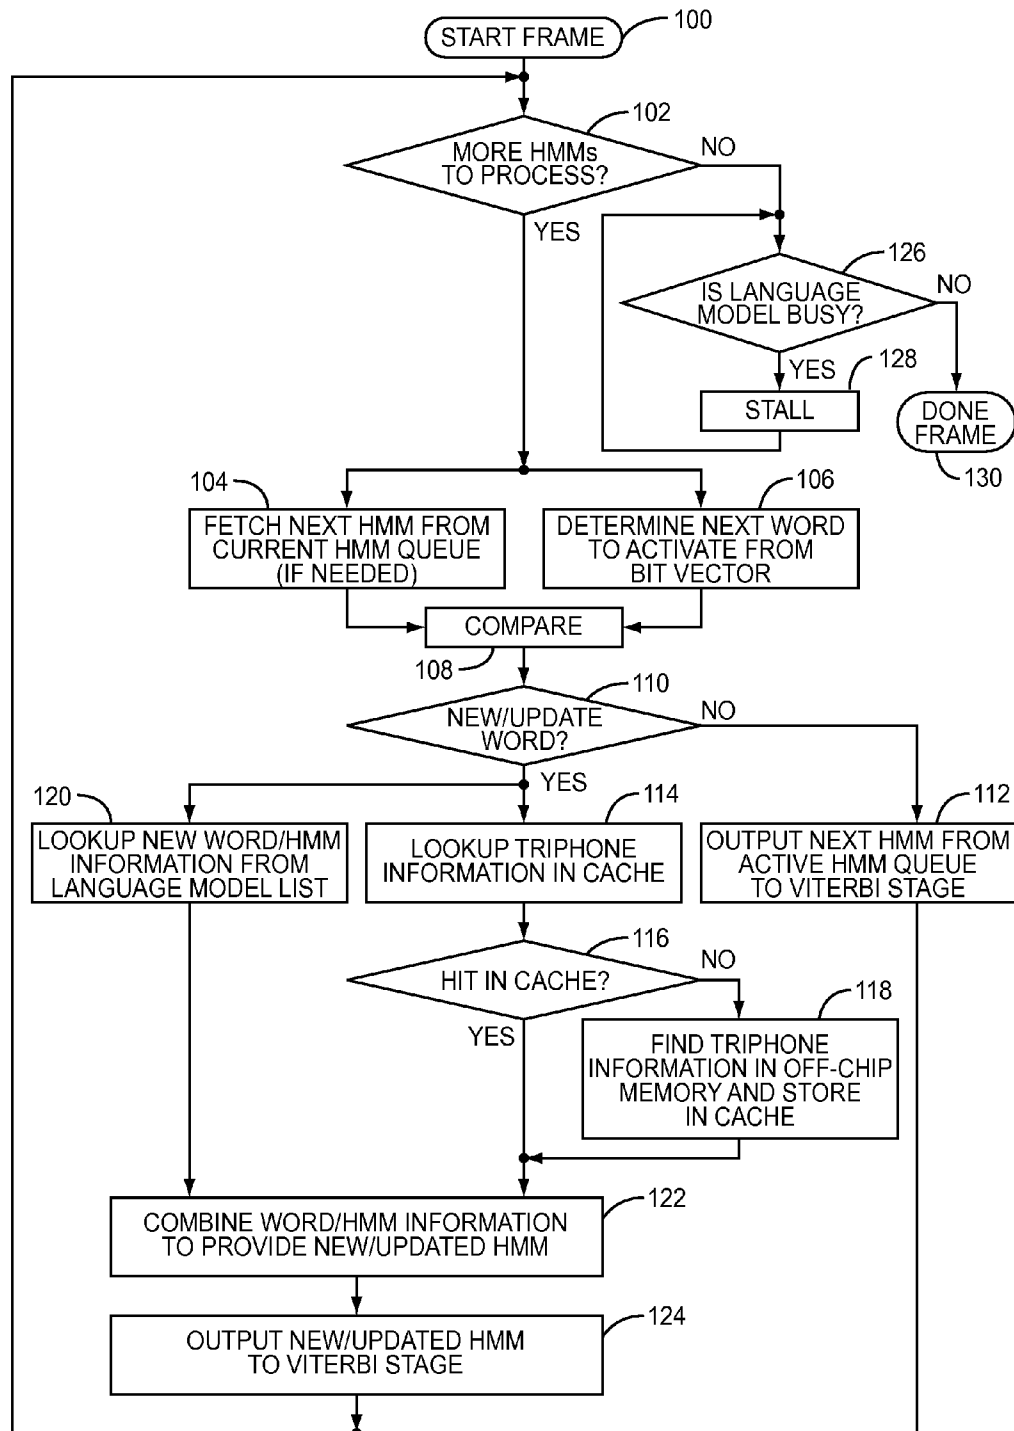 START FRAME
100
102
MORE HMMs
TO PROCESS?
NO
YES
126
IS LANGUAGE
MODEL BUSY?
NO
YES
128
STALL
DONE
FRAME
130
104
FETCH NEXT HMM FROM
CURRENT HMM QUEUE
(IF NEEDED)
106
DETERMINE NEXT WORD
TO ACTIVATE FROM
BIT VECTOR
COMPARE
108
110
NEW/UPDATE
WORD?
NO
YES
120
LOOKUP NEW WORD/HMM
INFORMATION FROM
LANGUAGE MODEL LIST
114
LOOKUP TRIPHONE
INFORMATION IN CACHE
112
OUTPUT NEXT HMM FROM
ACTIVE HMM QUEUE
TO VITERBI STAGE
116
HIT IN CACHE?
NO
YES
118
FIND TRIPHONE
INFORMATION IN OFF-CHIP
MEMORY AND STORE
IN CACHE
122
COMBINE WORD/HMM INFORMATION
TO PROVIDE NEW/UPDATED HMM
124
OUTPUT NEW/UPDATED HMM
TO VITERBI STAGE